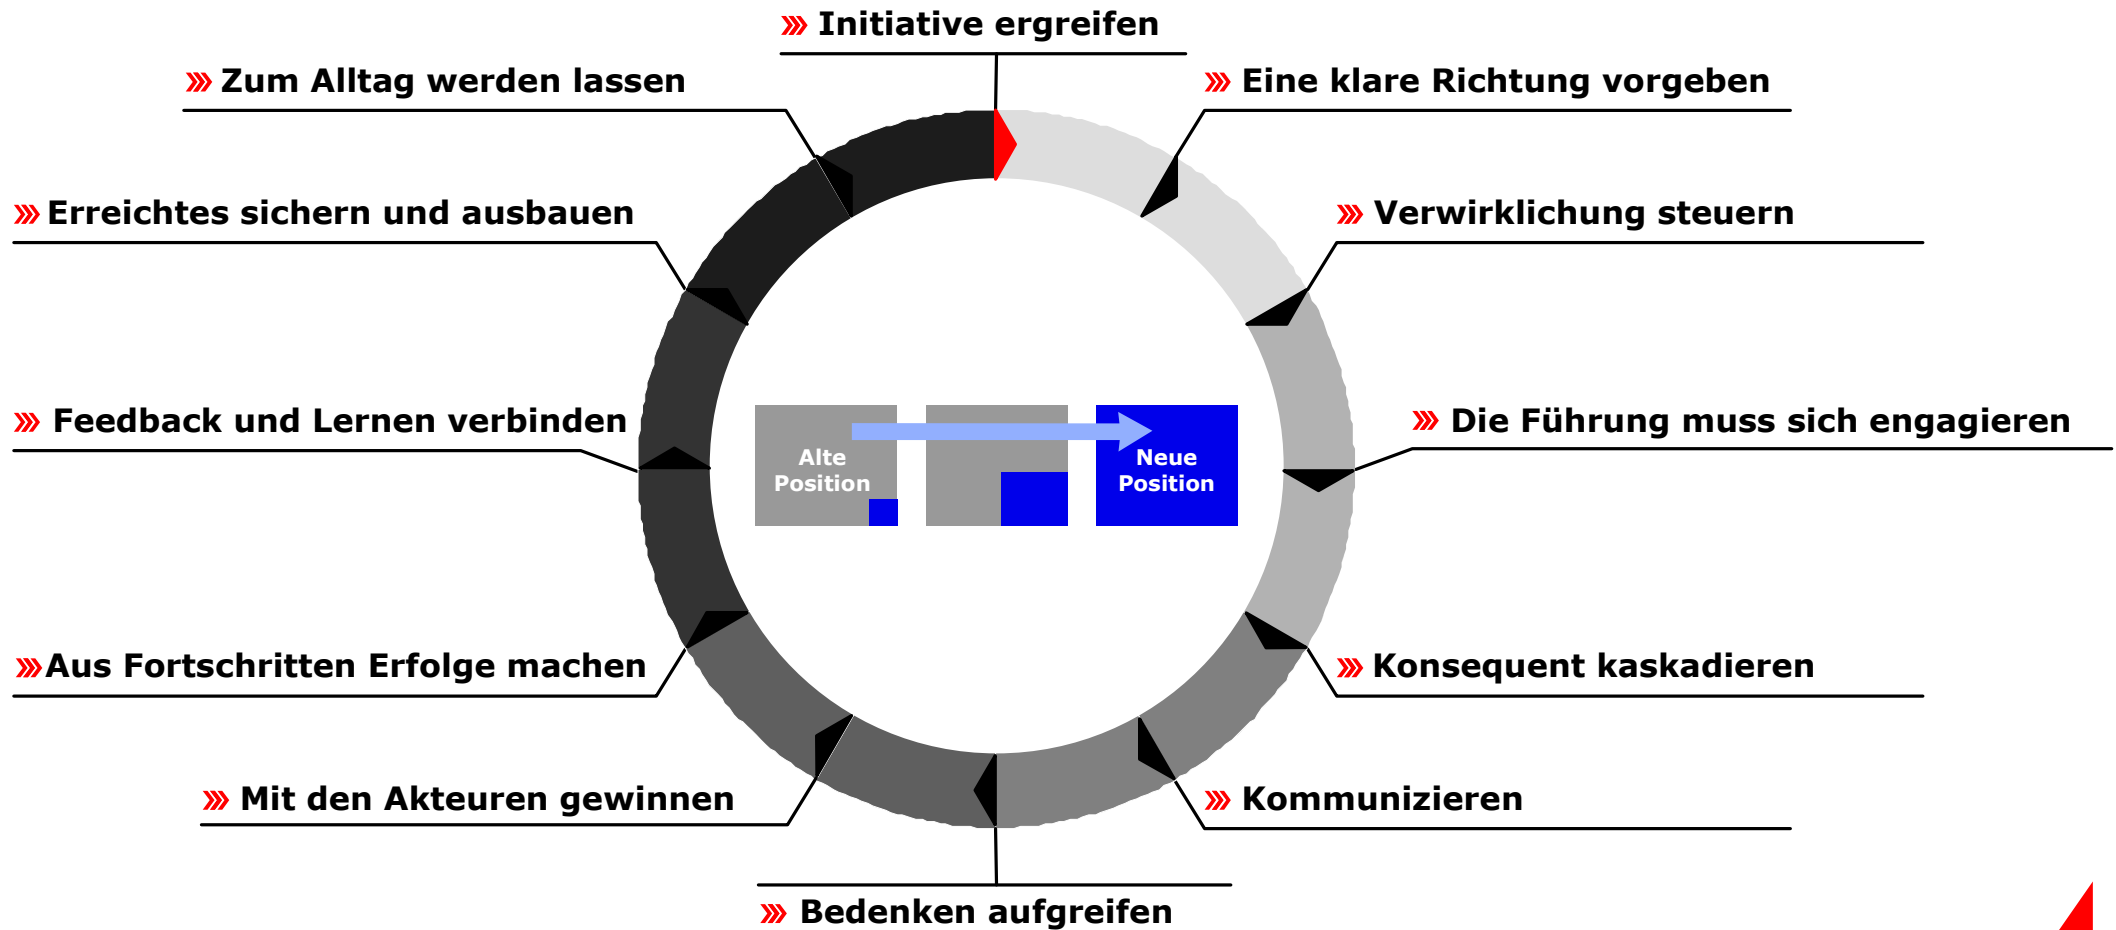 Initiative ergreifen
Eine klare Richtung vorgeben
Verwirklichung steuern
Die Führung muss sich engagieren
Konsequent kaskadieren
Kommunizieren
Bedenken aufgreifen
Mit den Akteuren gewinnen
Aus Fortschritten Erfolge machen
Feedback und Lernen verbinden
Erreichtes sichern und ausbauen
Zum Alltag werden lassen
Alte
Position
Neue
Position